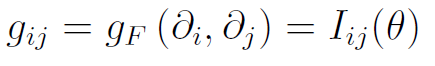 g_{ij} = g_F (∂_i, ∂_j) = I_{ij}(θ)